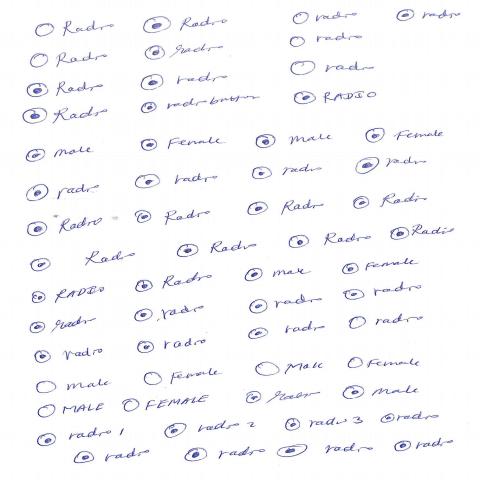 Radio Radio radio radio
Radio radio radio
Radio radio radio
Radio radiobutton RADIO
male Female male Female
radio radio radio radio
Radio Radio Radio Radio
Radio Radio Radio Radio
RADIO Radio male Female
radio radio radio radio
radio radio radio radio
male Female Male Female
MALE FEMALE radio male
radio 1 radio 2 radio 3 radio
radio radio radio radio